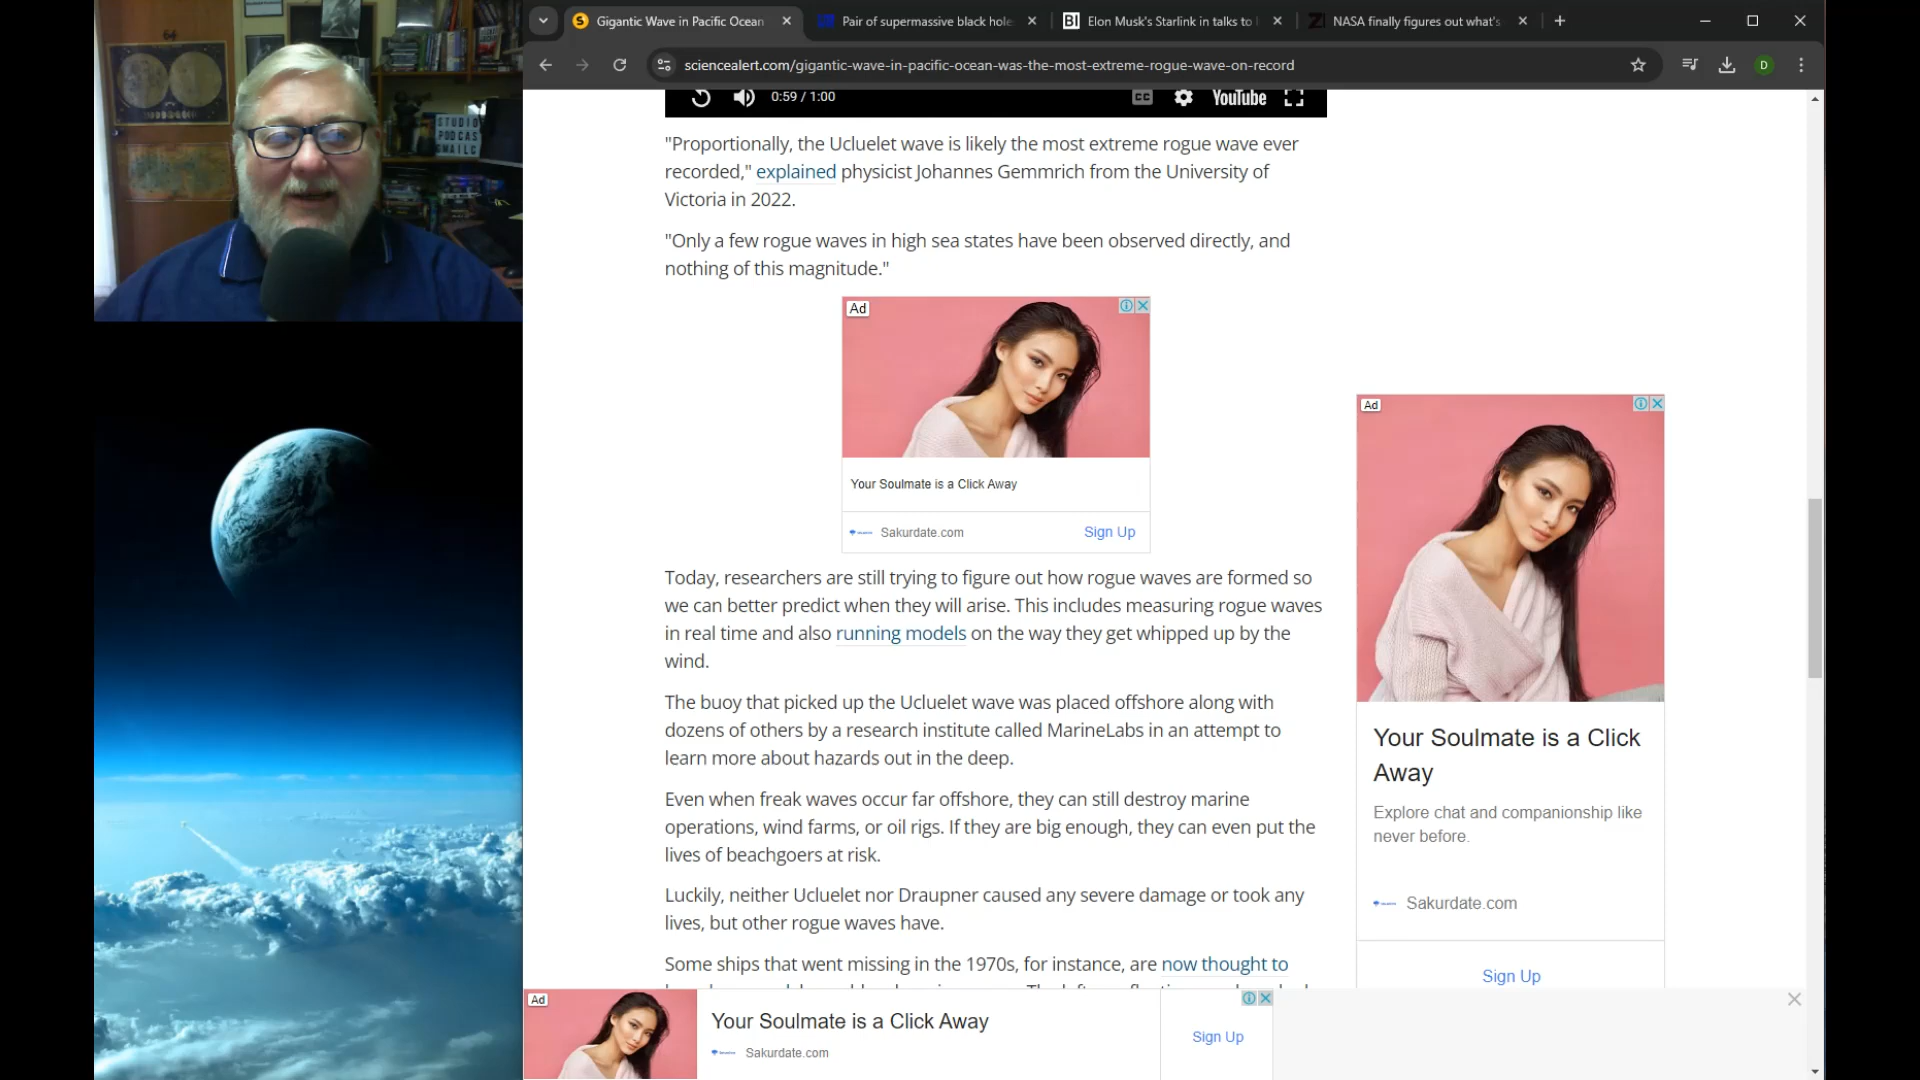 64
STUDIO
PODCAS
GMAILC
Gigantic Wave in Pacific Ocean
Pair of supermassive black hole
BI
Elon Musk's Starlink in talks to
NASA finally figures out what's
sciencealert.com/gigantic-wave-in-pacific-ocean-was-the-most-extreme-rogue-wave-on-record
D
0:59 / 1:00
CC
YouTube
"Proportionally, the Ucluelet wave is likely the most extreme rogue wave ever
recorded," explained physicist Johannes Gemmrich from the University of
Victoria in 2022.
"Only a few rogue waves in high sea states have been observed directly, and
nothing of this magnitude."
Ad
Your Soulmate is a Click Away
Sakurdate.com
Sign Up
Today, researchers are still trying to figure out how rogue waves are formed so
we can better predict when they will arise. This includes measuring rogue waves
in real time and also running models on the way they get whipped up by the
wind.
The buoy that picked up the Ucluelet wave was placed offshore along with
dozens of others by a research institute called MarineLabs in an attempt to
learn more about hazards out in the deep.
Even when freak waves occur far offshore, they can still destroy marine
operations, wind farms, or oil rigs. If they are big enough, they can even put the
lives of beachgoers at risk.
Luckily, neither Ucluelet nor Draupner caused any severe damage or took any
lives, but other rogue waves have.
Some ships that went missing in the 1970s, for instance, are now thought to
Ad
Your Soulmate is a Click
Away
Explore chat and companionship like
never before.
Sakurdate.com
Sign Up
Ad
Your Soulmate is a Click Away
Sakurdate.com
Sign Up